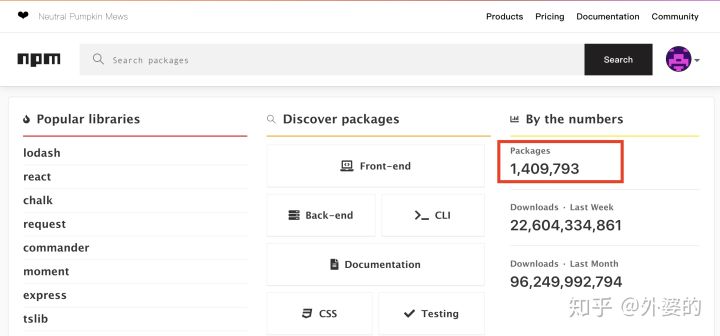 ❤ Neutral Pumpkin Mews
Products Pricing Documentation Community
npm
Search packages
Search
Popular libraries
lodash
react
chalk
request
commander
moment
express
tslib
Discover packages
Front-end
Back-end
CLI
Documentation
CSS
Testing
By the numbers
Packages
1,409,793
Downloads · Last Week
22,604,334,861
Downloads · Last Month
96,249,992,794
知乎 @外婆的